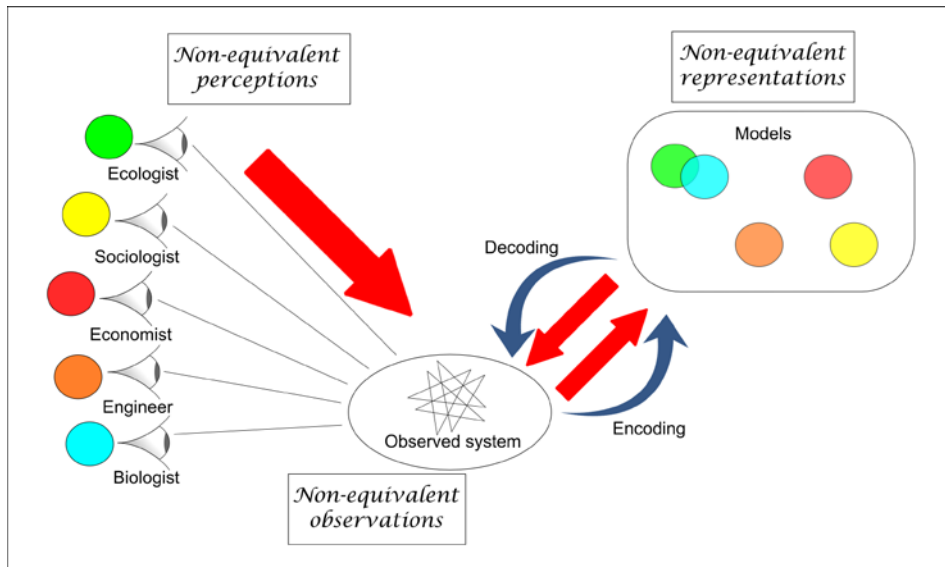 Non-equivalent
perceptions
Non-equivalent
representations
Models
Ecologist
Sociologist
Decoding
Economist
Engineer
Encoding
Observed system
Biologist
Non-equivalent
observations